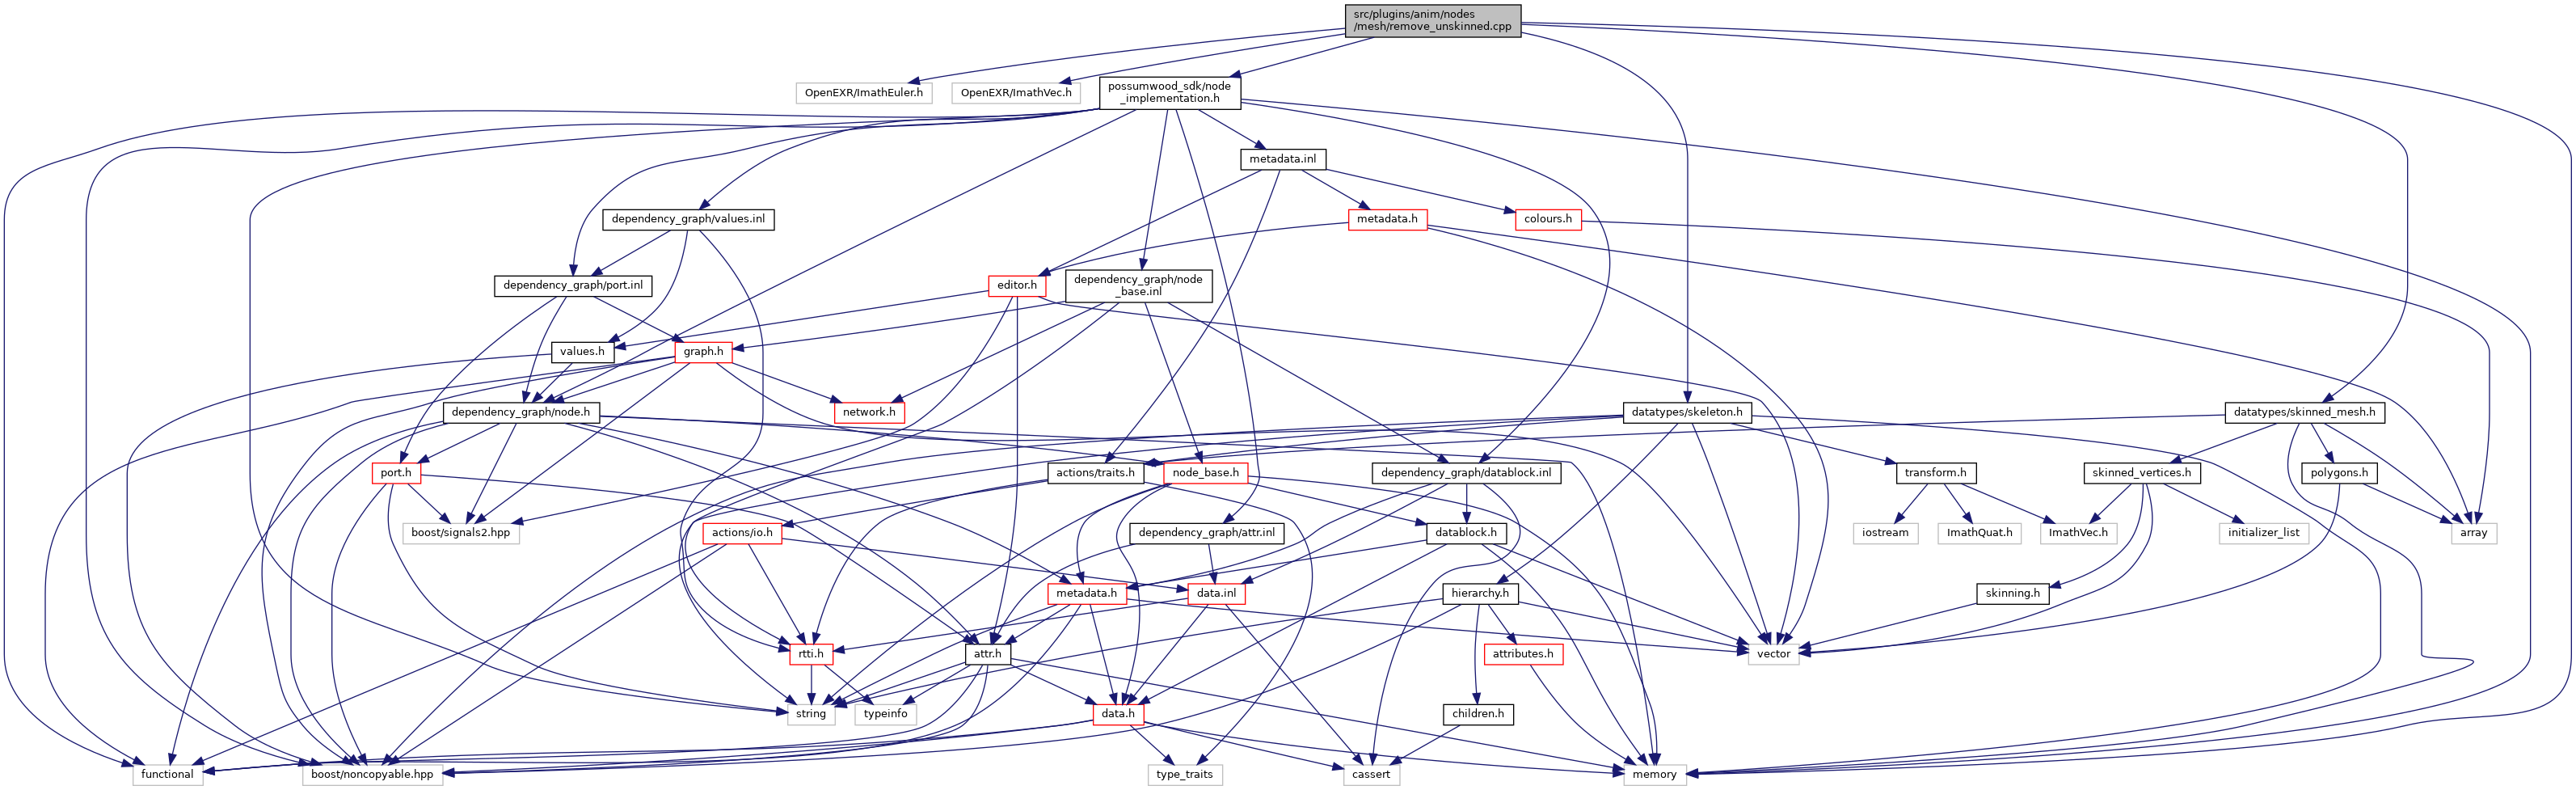 src/plugins/anim/nodes
/mesh/remove_unskinned.cpp
OpenEXR/ImathEuler.h
OpenEXR/ImathVec.h
possumwood_sdk/node
_implementation.h
metadata.inl
dependency_graph/values.inl
metadata.h
colours.h
dependency_graph/port.inl
editor.h
dependency_graph/node
_base.inl
values.h
graph.h
dependency_graph/node.h
network.h
datatypes/skeleton.h
datatypes/skinned_mesh.h
port.h
actions/traits.h
node_base.h
dependency_graph/datablock.inl
transform.h
skinned_vertices.h
polygons.h
boost/signals2.hpp
actions/io.h
dependency_graph/attr.inl
datablock.h
iostream
ImathQuat.h
ImathVec.h
initializer_list
array
metadata.h
data.inl
hierarchy.h
skinning.h
rtti.h
attr.h
attributes.h
vector
string
typeinfo
data.h
children.h
functional
boost/noncopyable.hpp
type_traits
cassert
memory